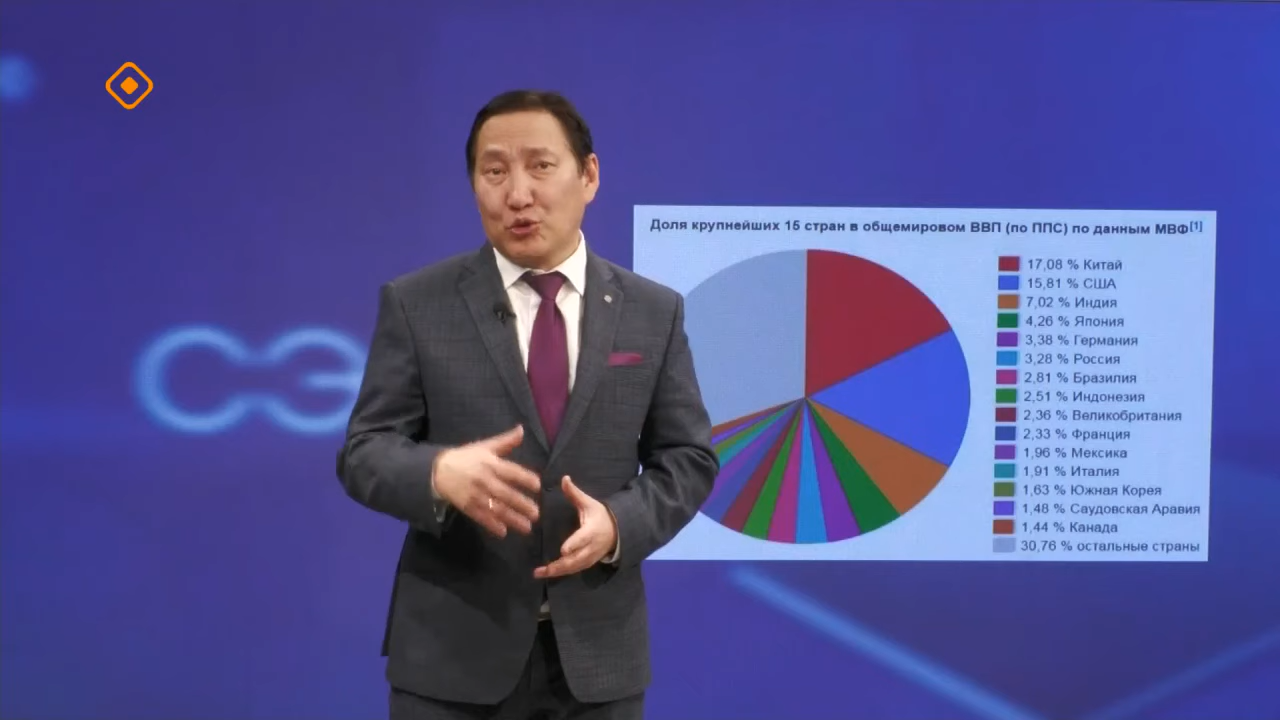 Доля крупнейших 15 стран в общемировом ВВП (по ППС) по данным МВФ[1]
17,08 % Китай
15,81 % США
7,02 % Индия
4,26 % Япония
3,38 % Германия
3,28 % Россия
2,81 % Бразилия
2,51 % Индонезия
2,36 % Великобритания
2,33 % Франция
1,96 % Мексика
1,91 % Италия
1,63 % Южная Корея
1,48 % Саудовская Аравия
1,44 % Канада
30,76 % остальные страны